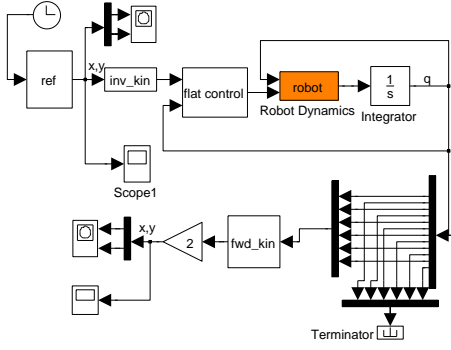 ref
x,y
inv_kin
flat control
robot
Robot Dynamics
1
s
Integrator
q
Scope1
x,y
2
fwd_kin
Terminator